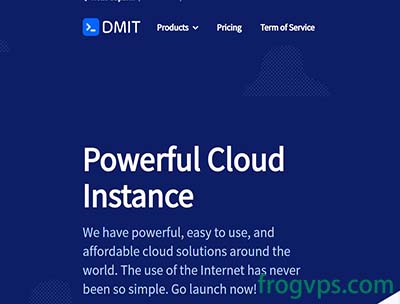 DMIT
Products
Pricing
Term of Service
Powerful Cloud
Instance
We have powerful, easy to use, and
affordable cloud solutions around the
world. The use of the Internet has never
been so simple. Go launch now!
frogvps.com